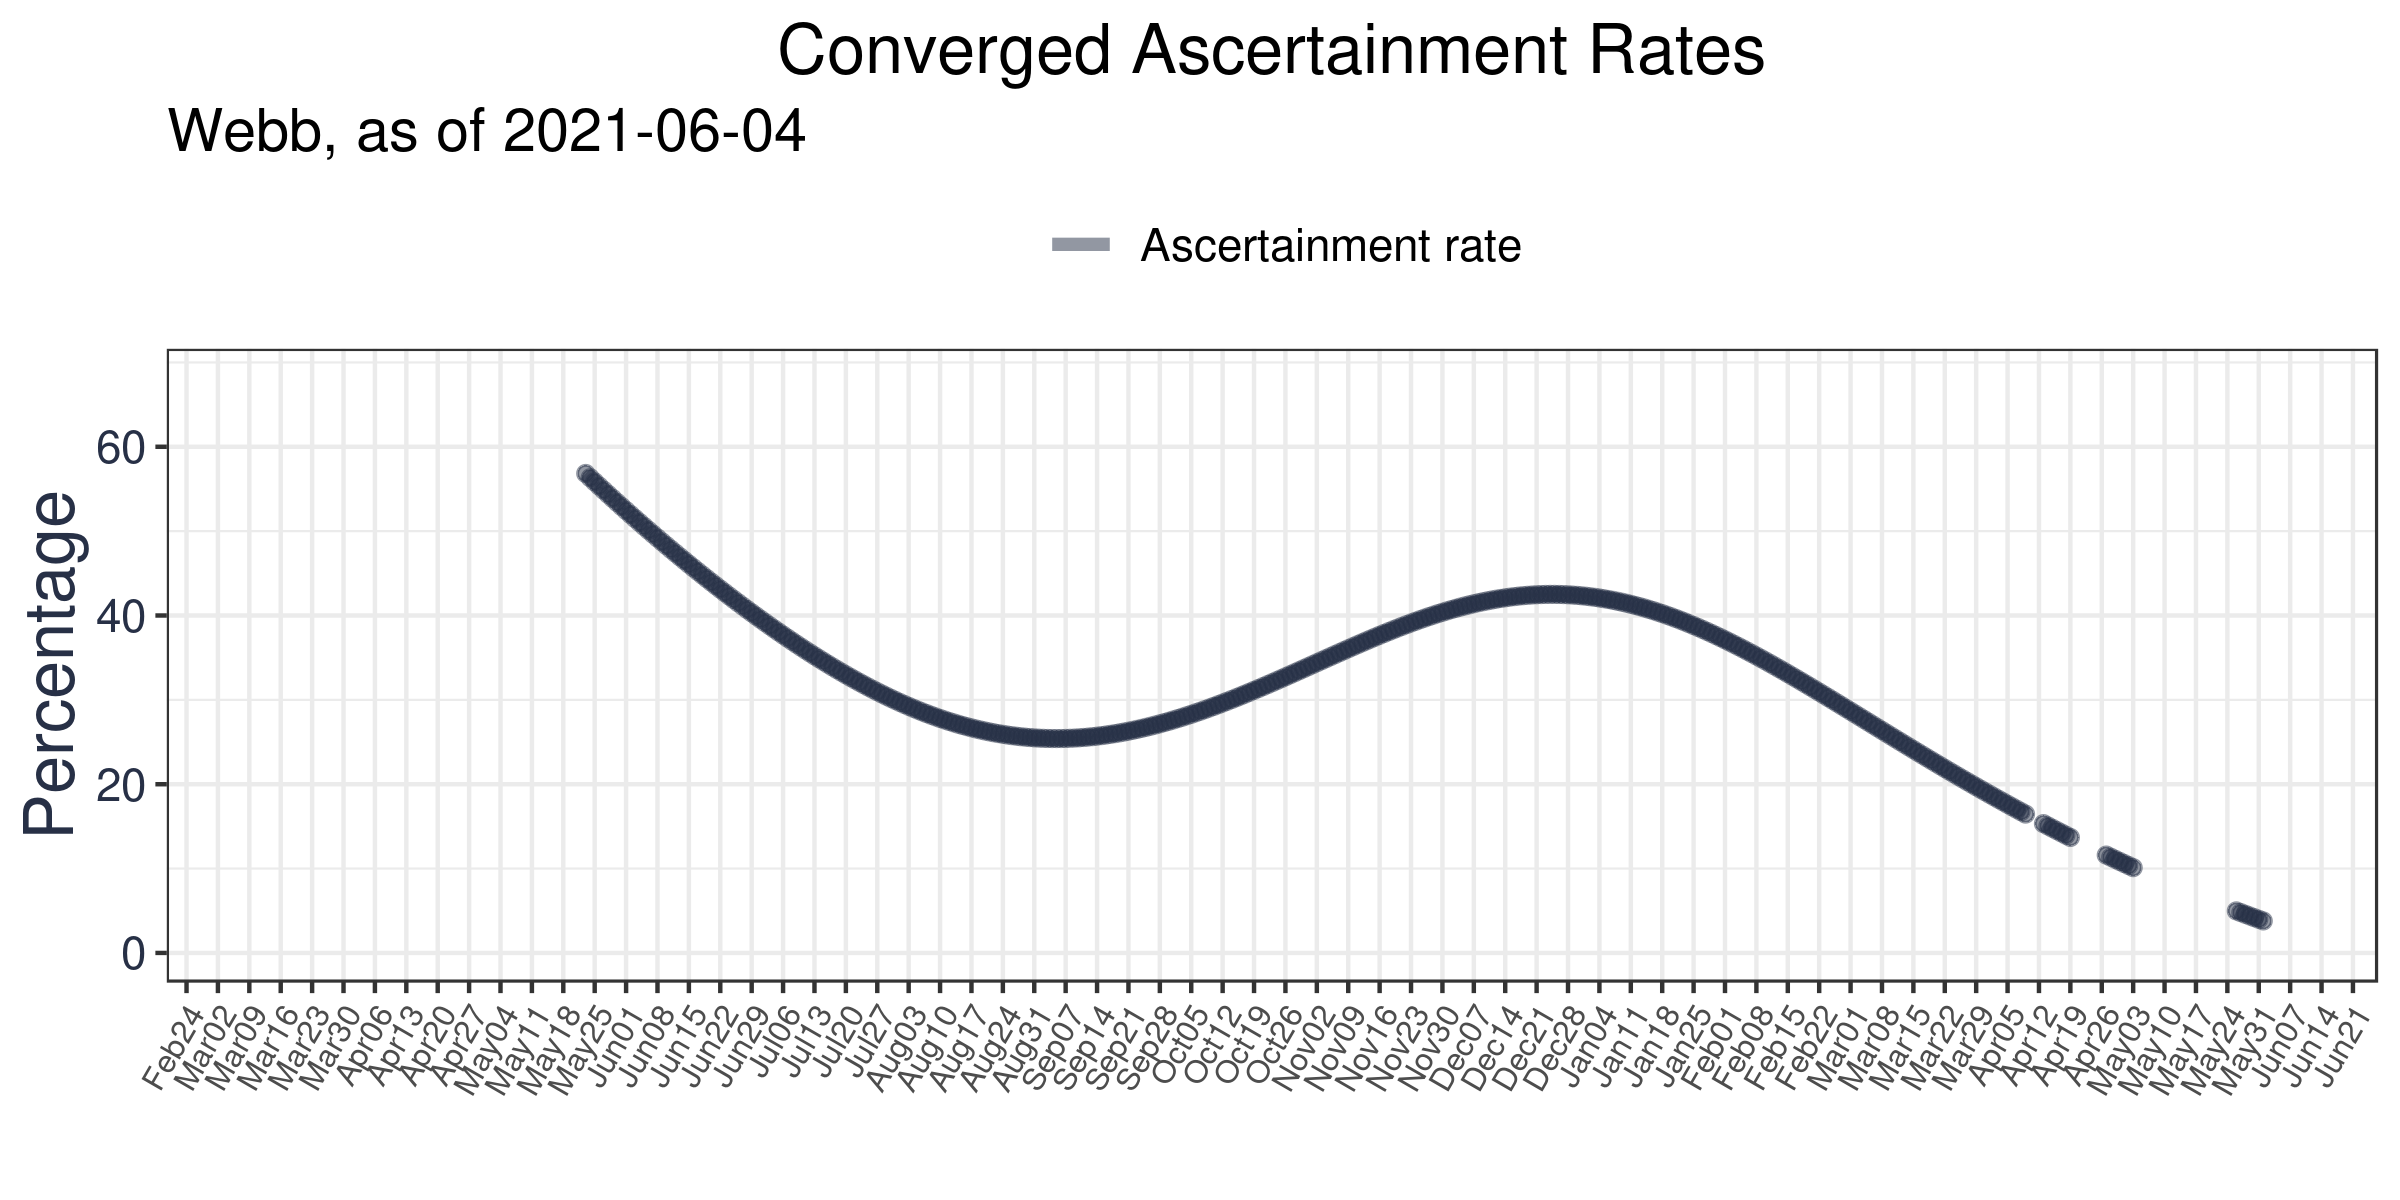 Converged Ascertainment Rates
Webb, as of 2021-06-04
Ascertainment rate
Percentage
60
40
20
0
Feb24
Mar02
Mar09
Mar16
Mar23
Mar30
Apr06
Apr13
Apr20
Apr27
May04
May11
May18
May25
Jun01
Jun08
Jun15
Jun22
Jun29
Jul06
Jul13
Jul20
Jul27
Aug03
Aug10
Aug17
Aug24
Aug31
Sep07
Sep14
Sep21
Sep28
Oct05
Oct12
Oct19
Oct26
Nov02
Nov09
Nov16
Nov23
Nov30
Dec07
Dec14
Dec21
Dec28
Jan04
Jan11
Jan18
Jan25
Feb01
Feb08
Feb15
Feb22
Mar01
Mar08
Mar15
Mar22
Mar29
Apr05
Apr12
Apr19
Apr26
May03
May10
May17
May24
May31
Jun07
Jun14
Jun21